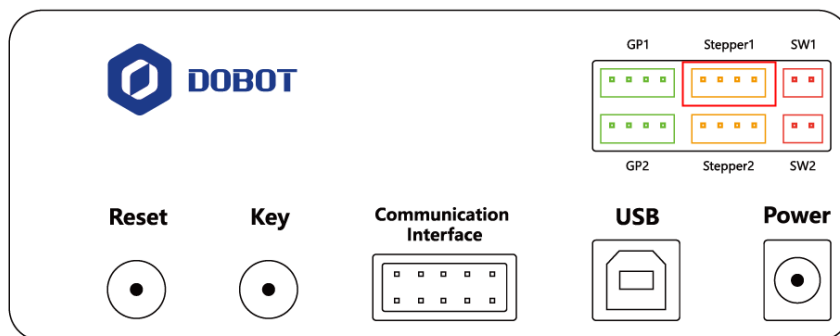 GP1 Stepper1 SW1
DOBOT
GP2 Stepper2 SW2
Reset Key Communication USB Power
Interface